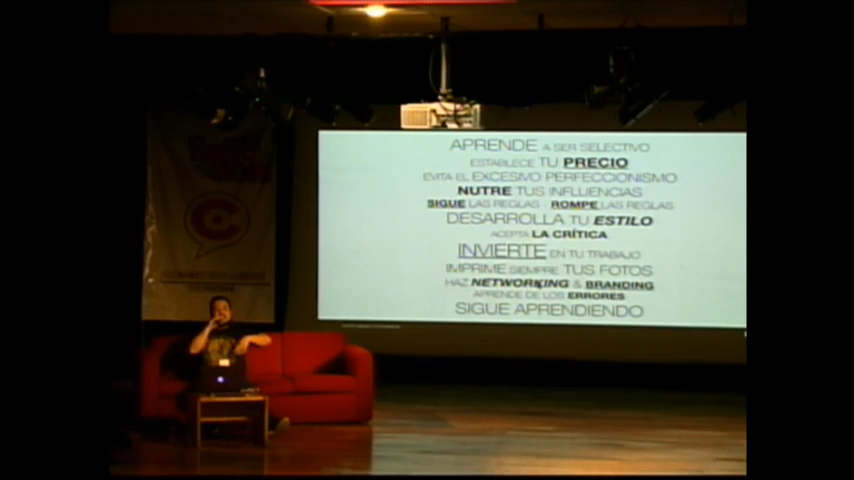 APRENDE A SER SELECTIVO
ESTABLECE TU PRECIO
EVITA EL EXCESIVO PERFECCIONISMO
NUTRE TUS INFLUENCIAS
SIGUE LAS REGLAS - ROMPE LAS REGLAS
DESARROLLA TU ESTILO
ACEPTA LA CRÍTICA
INVIERTE EN TU TRABAJO
IMPRIME SIEMPRE TUS FOTOS
HAZ NETWORKING & BRANDING
APRENDE DE LOS ERRORES
SIGUE APRENDIENDO